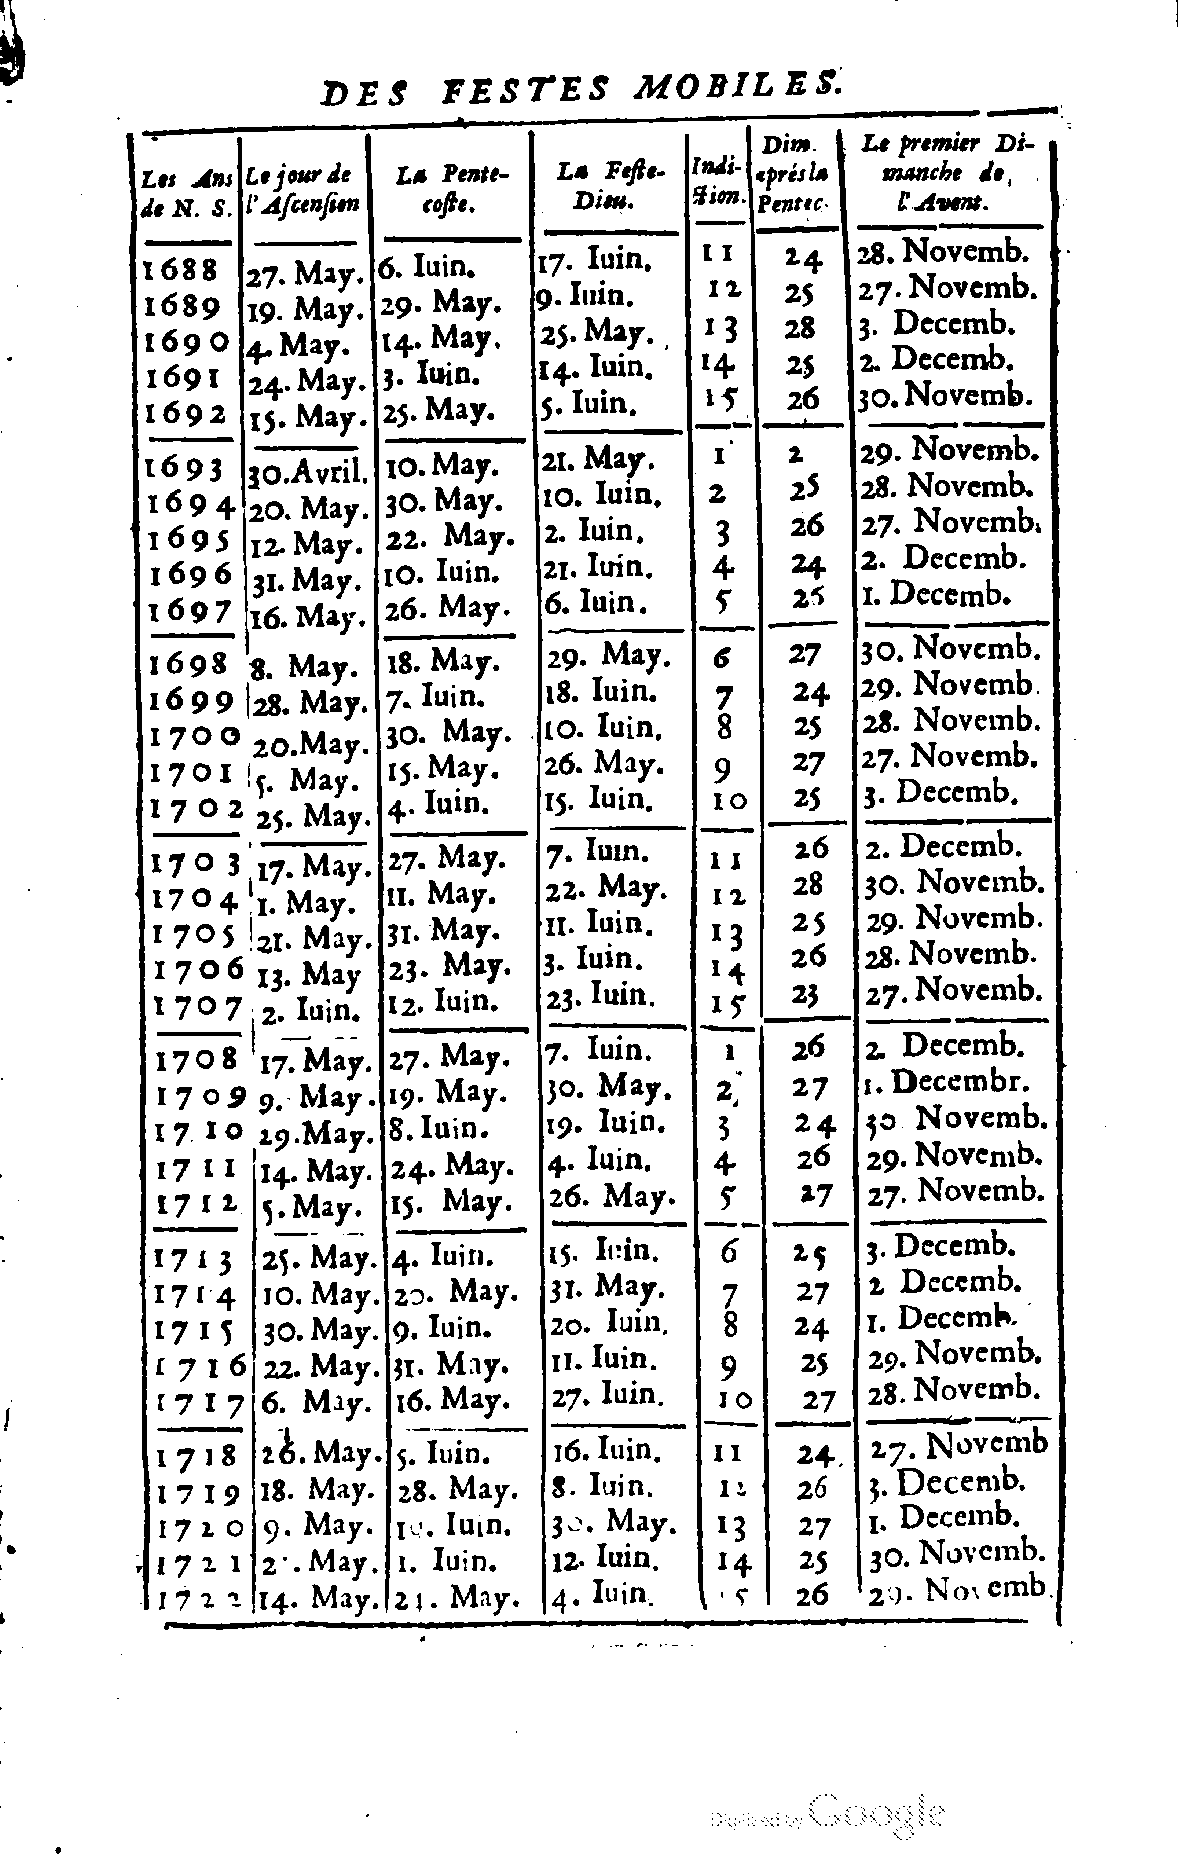 DES FESTES MOBILES.
Les Ans de N. S. Le jour de l'Ascension La Pentecoste. La Feste-Dieu. Indiction. Dim. aprés la Pentec. Le premier Dimanche de l'Avent.
1688 27. May. 6. Iuin. 17. Iuin. 11 24 28. Novemb.
1689 19. May. 29. May. 9. Iuin. 12 25 27. Novemb.
1690 4. May. 14. May. 25. May. 13 28 3. Decemb.
1691 24. May. 3. Iuin. 14. Iuin. 14 25 2. Decemb.
1692 15. May. 25. May. 5. Iuin. 15 26 30. Novemb.
1693 30. Avril. 10. May. 21. May. 1 2 29. Novemb.
1694 20. May. 30. May. 10. Iuin. 2 25 28. Novemb.
1695 12. May. 22. May. 2. Iuin. 3 26 27. Novemb.
1696 31. May. 10. Iuin. 21. Iuin. 4 24 2. Decemb.
1697 16. May. 26. May. 6. Iuin. 5 25 1. Decemb.
1698 8. May. 18. May. 29. May. 6 27 30. Novemb.
1699 28. May. 7. Iuin. 18. Iuin. 7 24 29. Novemb.
1700 20. May. 30. May. 10. Iuin. 8 25 28. Novemb.
1701 5. May. 15. May. 26. May. 9 27 27. Novemb.
1702 25. May. 4. Iuin. 15. Iuin. 10 25 3. Decemb.
1703 17. May. 27. May. 7. Iuin. 11 26 2. Decemb.
1704 1. May. 11. May. 22. May. 12 28 30. Novemb.
1705 21. May. 31. May. 11. Iuin. 13 25 29. Novemb.
1706 13. May 23. May. 3. Iuin. 14 26 28. Novemb.
1707 2. Iuin. 12. Iuin. 23. Iuin. 15 23 27. Novemb.
1708 17. May. 27. May. 7. Iuin. 1 26 2. Decemb.
1709 9. May. 19. May. 30. May. 2 27 1. Decembr.
1710 29. May. 8. Iuin. 19. Iuin. 3 24 30 Novemb.
1711 14. May. 24. May. 4. Iuin. 4 26 29. Novemb.
1712 5. May. 15. May. 26. May. 5 27 27. Novemb.
1713 25. May. 4. Iuin. 15. Iuin. 6 25 3. Decemb.
1714 10. May. 20. May. 31. May. 7 27 2 Decemb.
1715 30. May. 9. Iuin. 20. Iuin. 8 24 1. Decemb.
1716 22. May. 31. May. 11. Iuin. 9 25 29. Novemb.
1717 6. May. 16. May. 27. Iuin. 10 27 28. Novemb.
1718 26. May. 5. Iuin. 16. Iuin. 11 24 27. Novemb
1719 18. May. 28. May. 8. Iuin. 12 26 3. Decemb.
1720 9. May. Iuin. 30. May. 13 27 1. Decemb.
1721 May. 1. Iuin. 12. Iuin. 14 25 30. Novemb.
1722 14. May. 24. May. 4. Iuin. 26 29. Novemb.
Digitized by Google